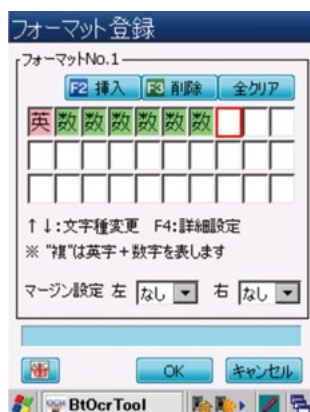 フォーマット登録
フォーマットNo.1
F2 挿入 F3 削除 全クリア
英 数 数 数 数 数 数
↑↓:文字種変更 F4:詳細設定
※ "複"は英字+数字を表します
マージン設定 左 なし 右 なし
OK キャンセル
BtOcrTool